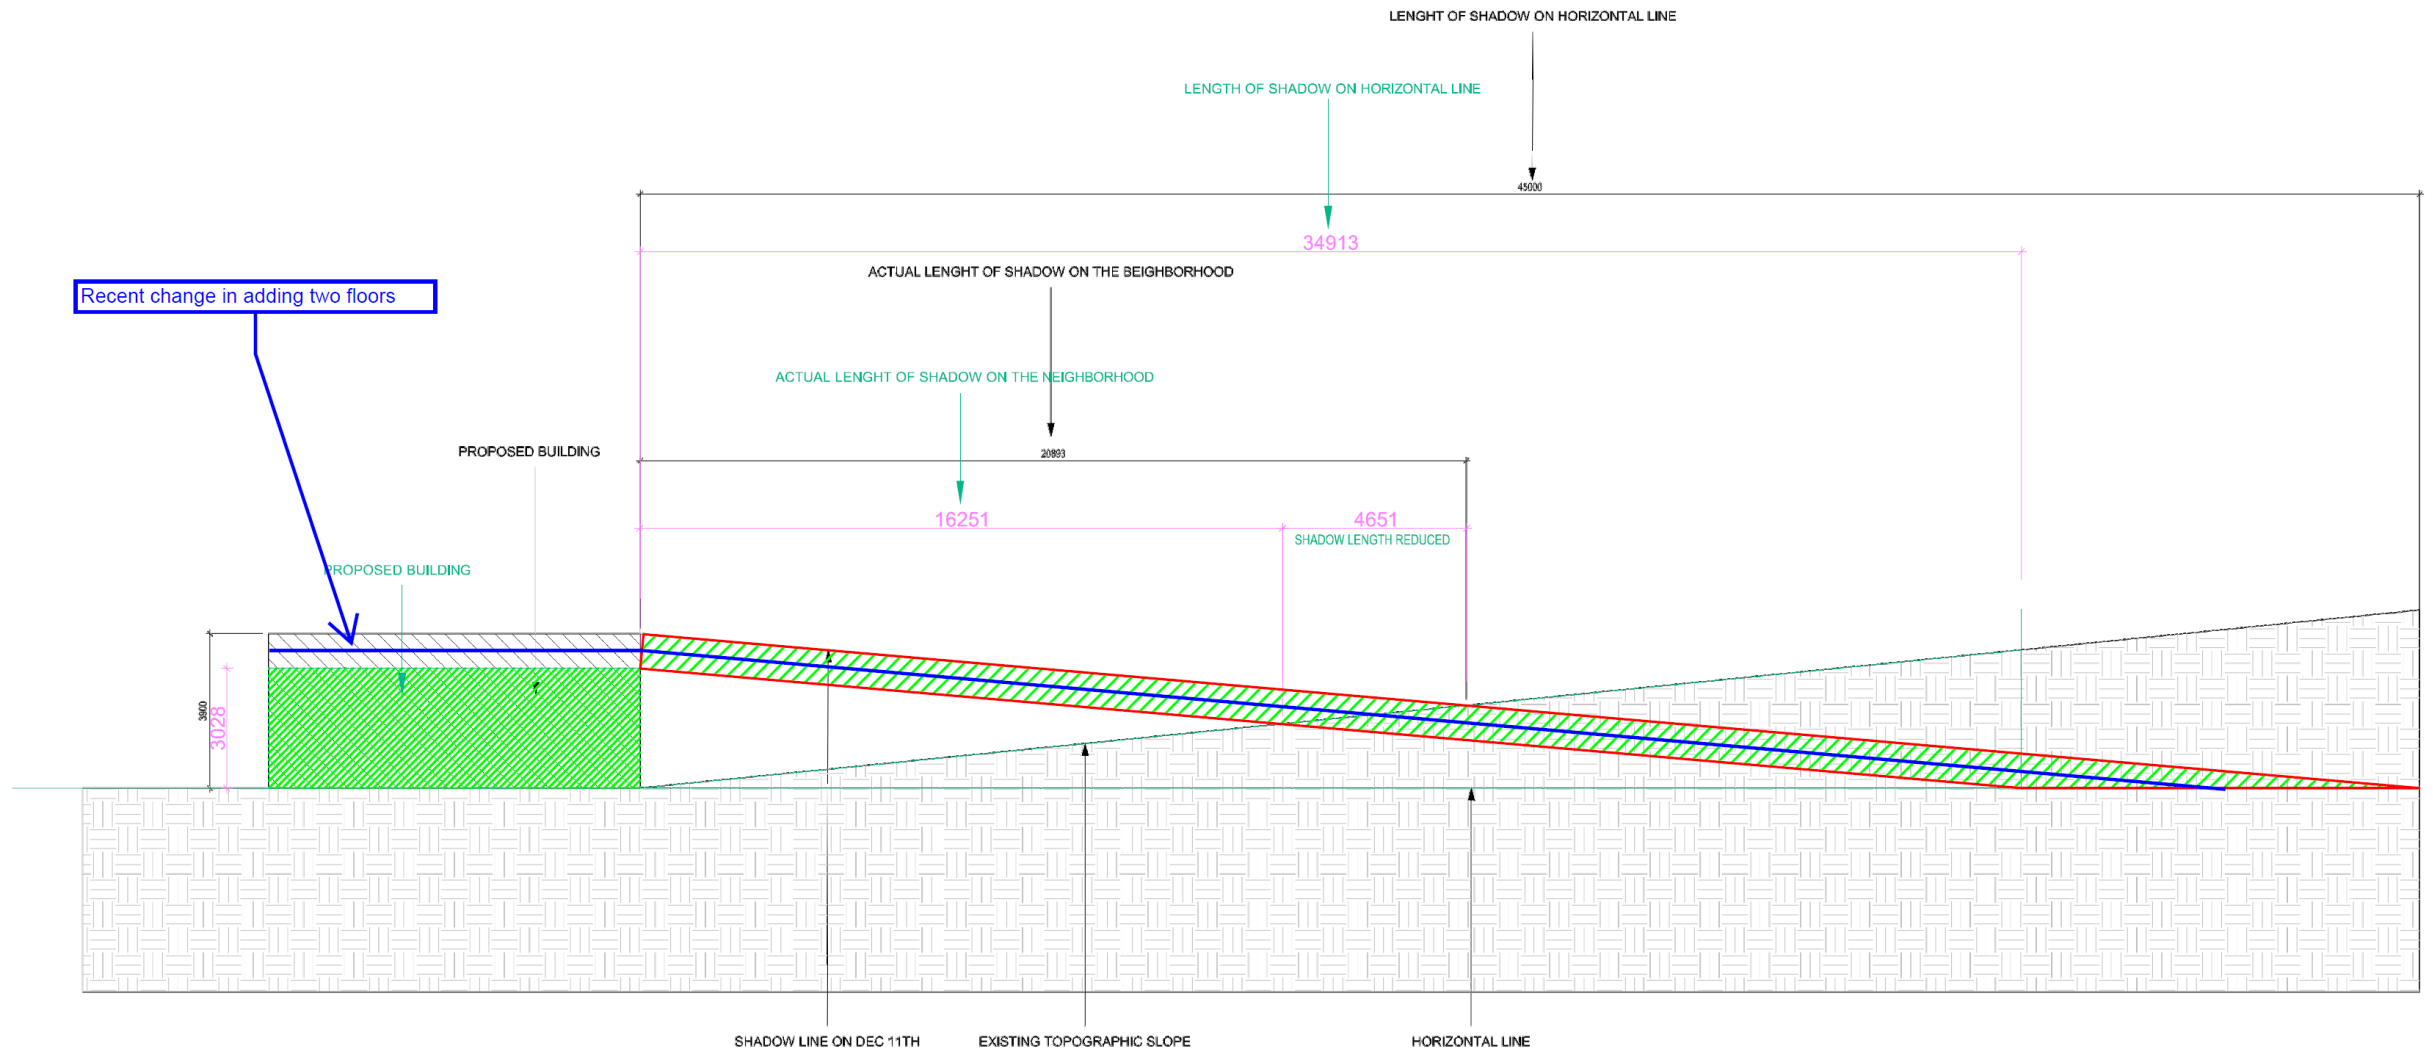 LENGHT OF SHADOW ON HORIZONTAL LINE
LENGTH OF SHADOW ON HORIZONTAL LINE
45000
34913
ACTUAL LENGHT OF SHADOW ON THE BEIGHBORHOOD
Recent change in adding two floors
ACTUAL LENGHT OF SHADOW ON THE NEIGHBORHOOD
PROPOSED BUILDING
20893
16251
4651
SHADOW LENGTH REDUCED
PROPOSED BUILDING
3900
3028
SHADOW LINE ON DEC 11TH
EXISTING TOPOGRAPHIC SLOPE
HORIZONTAL LINE